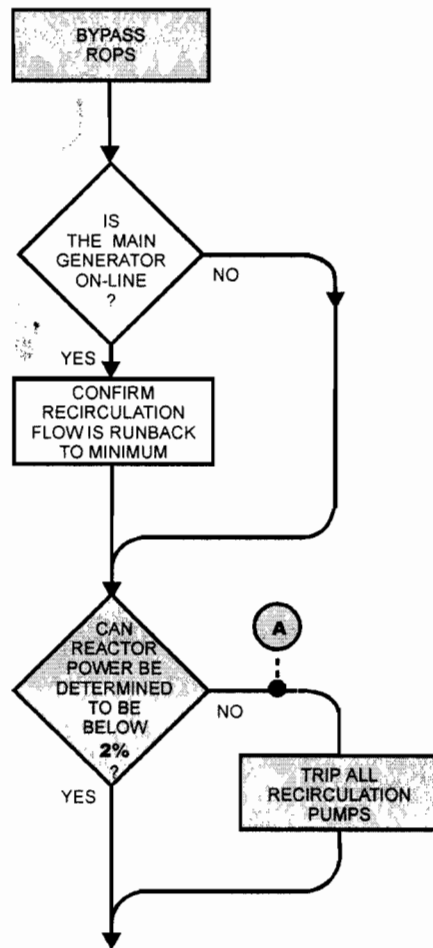 BYPASS
ROPS
IS
THE MAIN
GENERATOR
ON-LINE
?
NO
YES
CONFIRM
RECIRCULATION
FLOW IS RUNBACK
TO MINIMUM
CAN
REACTOR
POWER BE
DETERMINED
TO BE
BELOW
2%
?
A
NO
YES
TRIP ALL
RECIRCULATION
PUMPS